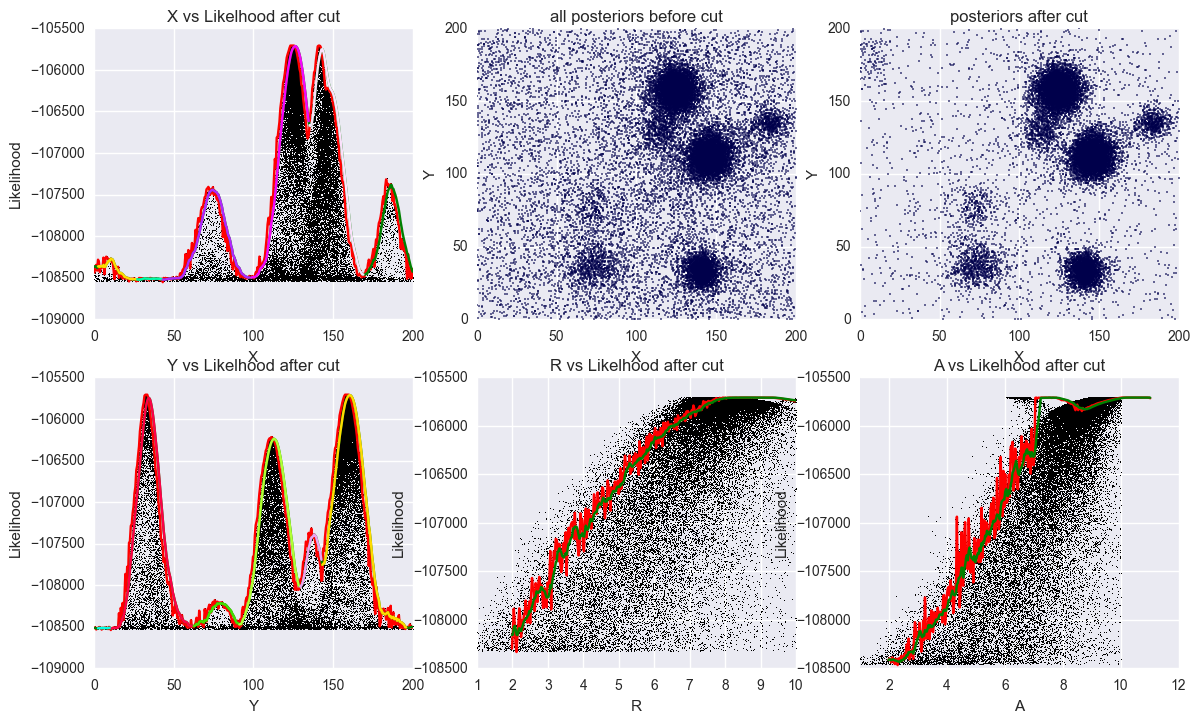 X vs Likelhood after cut
all posteriors before cut
posteriors after cut
−105500
−106000
−106500
−107000
−107500
−108000
−108500
−109000
Likelihood
0 50 100 150 200
X
200
150
100
50
0
Y
0 50 100 150 200
X
200
150
100
50
0
Y
0 50 100 150 200
X
Y vs Likelhood after cut
R vs Likelhood after cut
A vs Likelhood after cut
−105500
−106000
−106500
−107000
−107500
−108000
−108500
−109000
Likelihood
0 50 100 150 200
Y
−105500
−106000
−106500
−107000
−107500
−108000
−108500
Likelihood
1 2 3 4 5 6 7 8 9 10
R
−105500
−106000
−106500
−107000
−107500
−108000
−108500
Likelihood
2 4 6 8 10 12
A